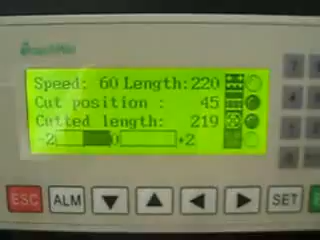 Speed: 60 Length:220
Cut position : 45
Cutted length: 219
-2 0 +2
ESC ALM SET